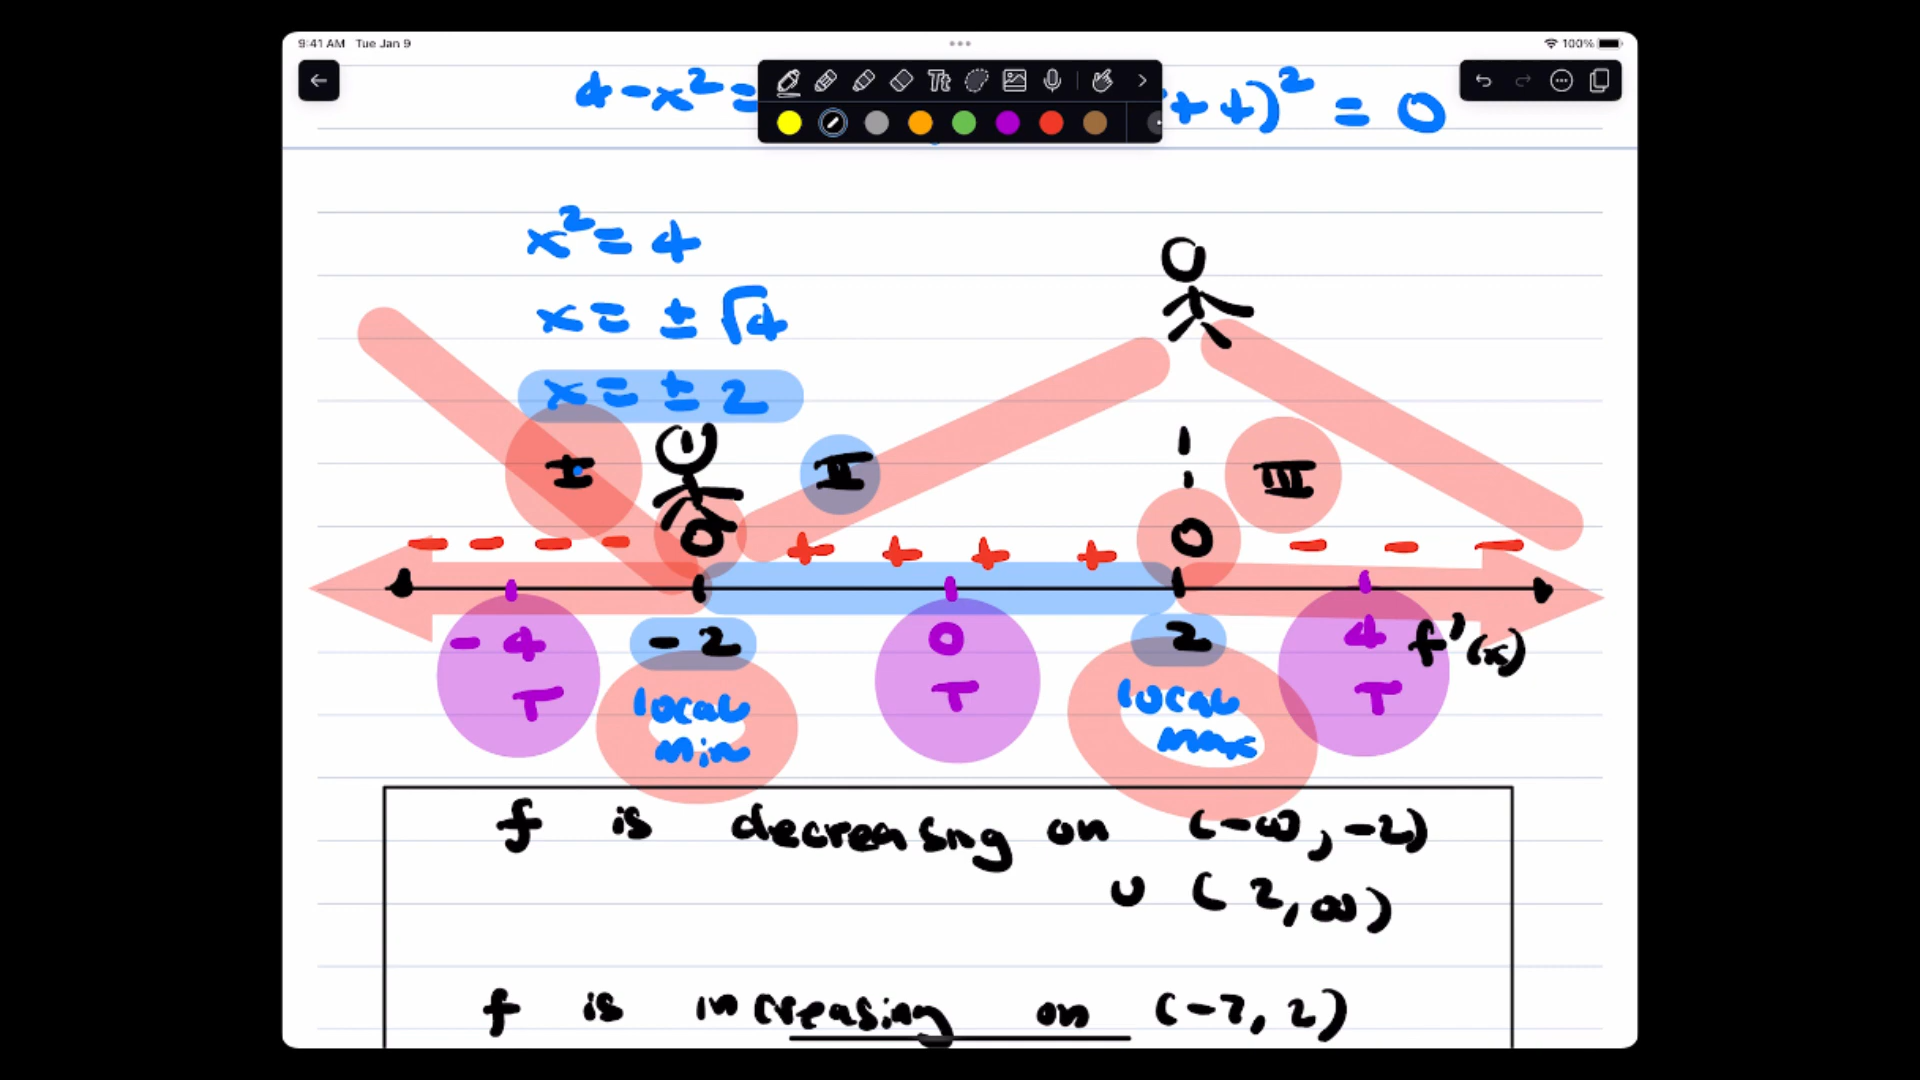 9:41 AM Tue Jan 9
100%
4-x²= + 4)² = 0
Tt
x² = 4
x = ± √4
x = ± 2
I II III
- - - - 0 + + + + 0 - - -
-4 -2 0 2 4 f'(x)
T local T local T
min max
f is decreasing on (-∞, -2)
∪ (2, ∞)
f is increasing on (-2, 2)